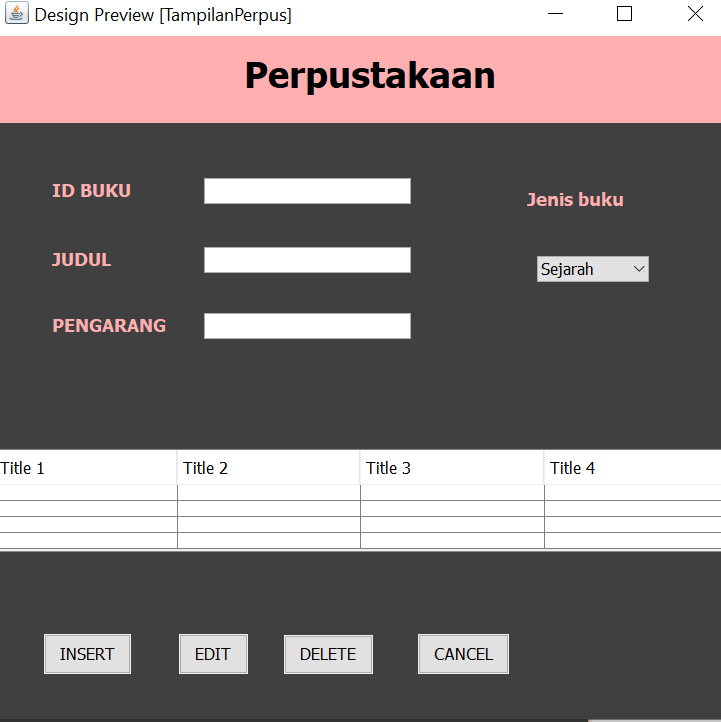 Design Preview [TampilanPerpus]
Perpustakaan
ID BUKU
Jenis buku
JUDUL
Sejarah
PENGARANG
Title 1 Title 2 Title 3 Title 4
INSERT EDIT DELETE CANCEL